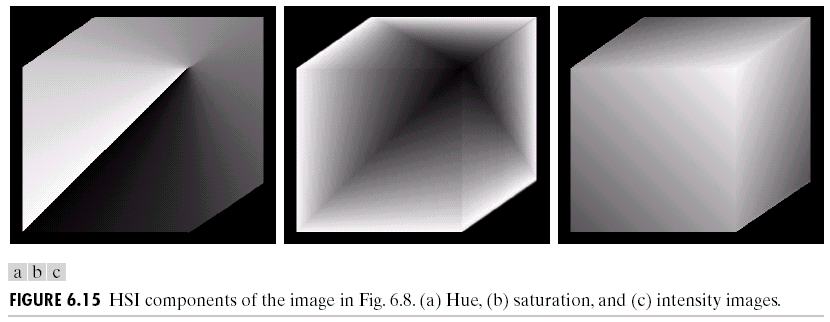 a b c
FIGURE 6.15 HSI components of the image in Fig. 6.8. (a) Hue, (b) saturation, and (c) intensity images.